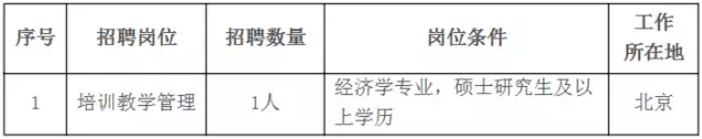 序号 招聘岗位 招聘数量 岗位条件 工作
所在地
1 培训教学管理 1人 经济学专业，硕士研究生及以
上学历 北京